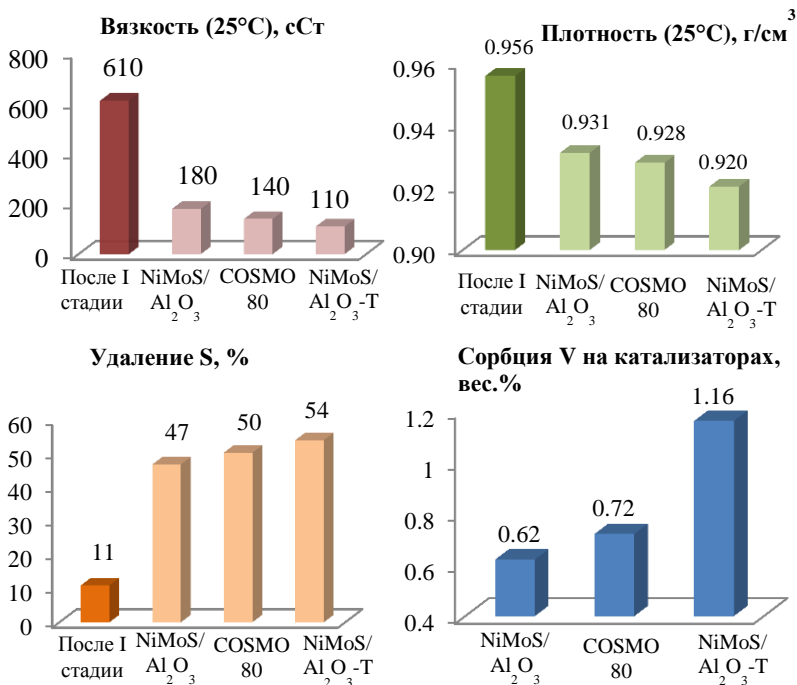 Вязкость (25°C), сСт
800
600
400
200
0
610
180
140
110
После I
стадии
NiMoS/
Al2O3
COSMO
80
NiMoS/
Al2O3-T
Плотность (25°C), г/см3
0.96
0.94
0.92
0.90
0.956
0.931
0.928
0.920
После I
стадии
NiMoS/
Al2O3
COSMO
80
NiMoS/
Al2O3-T
Удаление S, %
60
50
40
30
20
10
0
11
47
50
54
После I
стадии
NiMoS/
Al2O3
COSMO
80
NiMoS/
Al2O3-T
Сорбция V на катализаторах,
вес.%
1.2
1
0.8
0.6
0.4
0.62
0.72
1.16
NiMoS/
Al2O3
COSMO
80
NiMoS/
Al2O3-T